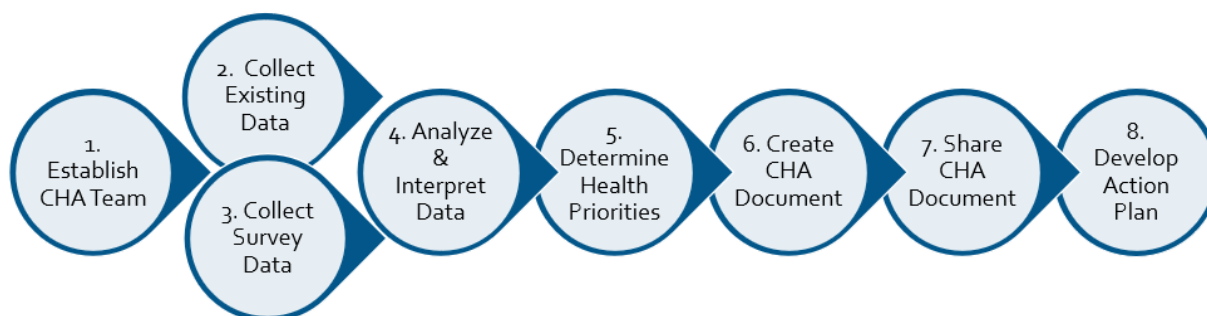 1.
Establish
CHA Team
2. Collect
Existing
Data
3. Collect
Survey
Data
4. Analyze
&
Interpret
Data
5.
Determine
Health
Priorities
6. Create
CHA
Document
7. Share
CHA
Document
8.
Develop
Action
Plan